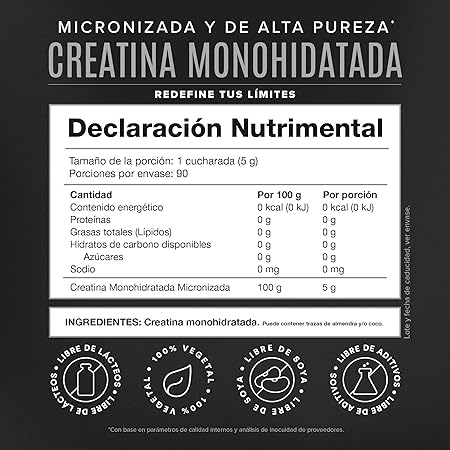 MICRONIZADA Y DE ALTA PUREZA*
CREATINA MONOHIDATADA
REDEFINE TUS LÍMITES
Declaración Nutrimental
Tamaño de la porción: 1 cucharada (5 g)
Porciones por envase: 90
Cantidad Por 100 g Por porción
Contenido energético 0 kcal (0 kJ) 0 kcal (0 kJ)
Proteínas 0 g 0 g
Grasas totales (Lípidos) 0 g 0 g
Hidratos de carbono disponibles 0 g 0 g
Azúcares 0 g 0 g
Sodio 0 mg 0 mg
Creatina Monohidratada Micronizada 100 g 5 g
INGREDIENTES: Creatina monohidratada. Puede contener trazas de almendra y/o coco.
Lote y fecha de caducidad, ver envase.
LIBRE DE LÁCTEOS • LIBRE DE LÁCTEOS •
100% VEGETAL • 100% VEGETAL •
LIBRE DE SOYA • LIBRE DE SOYA •
LIBRE DE ADITIVOS • LIBRE DE ADITIVOS •
*Con base en parámetros de calidad internos y análisis de inocuidad de proveedores.